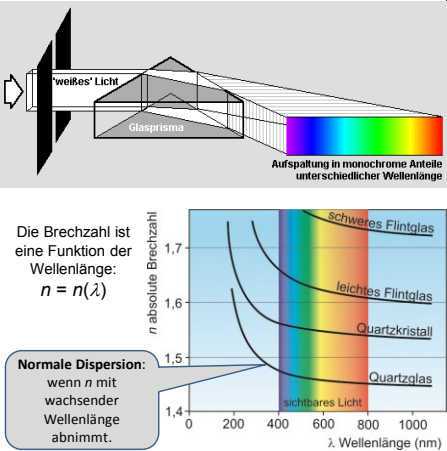 'weißes' Licht
Glasprisma
Aufspaltung in monochrome Anteile
unterschiedlicher Wellenlänge
Die Brechzahl ist
eine Funktion der
Wellenlänge:
n = n(λ)
Normale Dispersion:
wenn n mit
wachsender
Wellenlänge
abnimmt.
n absolute Brechzahl
1,7
1,6
1,5
1,4
schweres Flintglas
leichtes Flintglas
Quartzkristall
Quartzglas
sichtbares Licht
0 200 400 600 800 1000
λ Wellenlänge (nm)